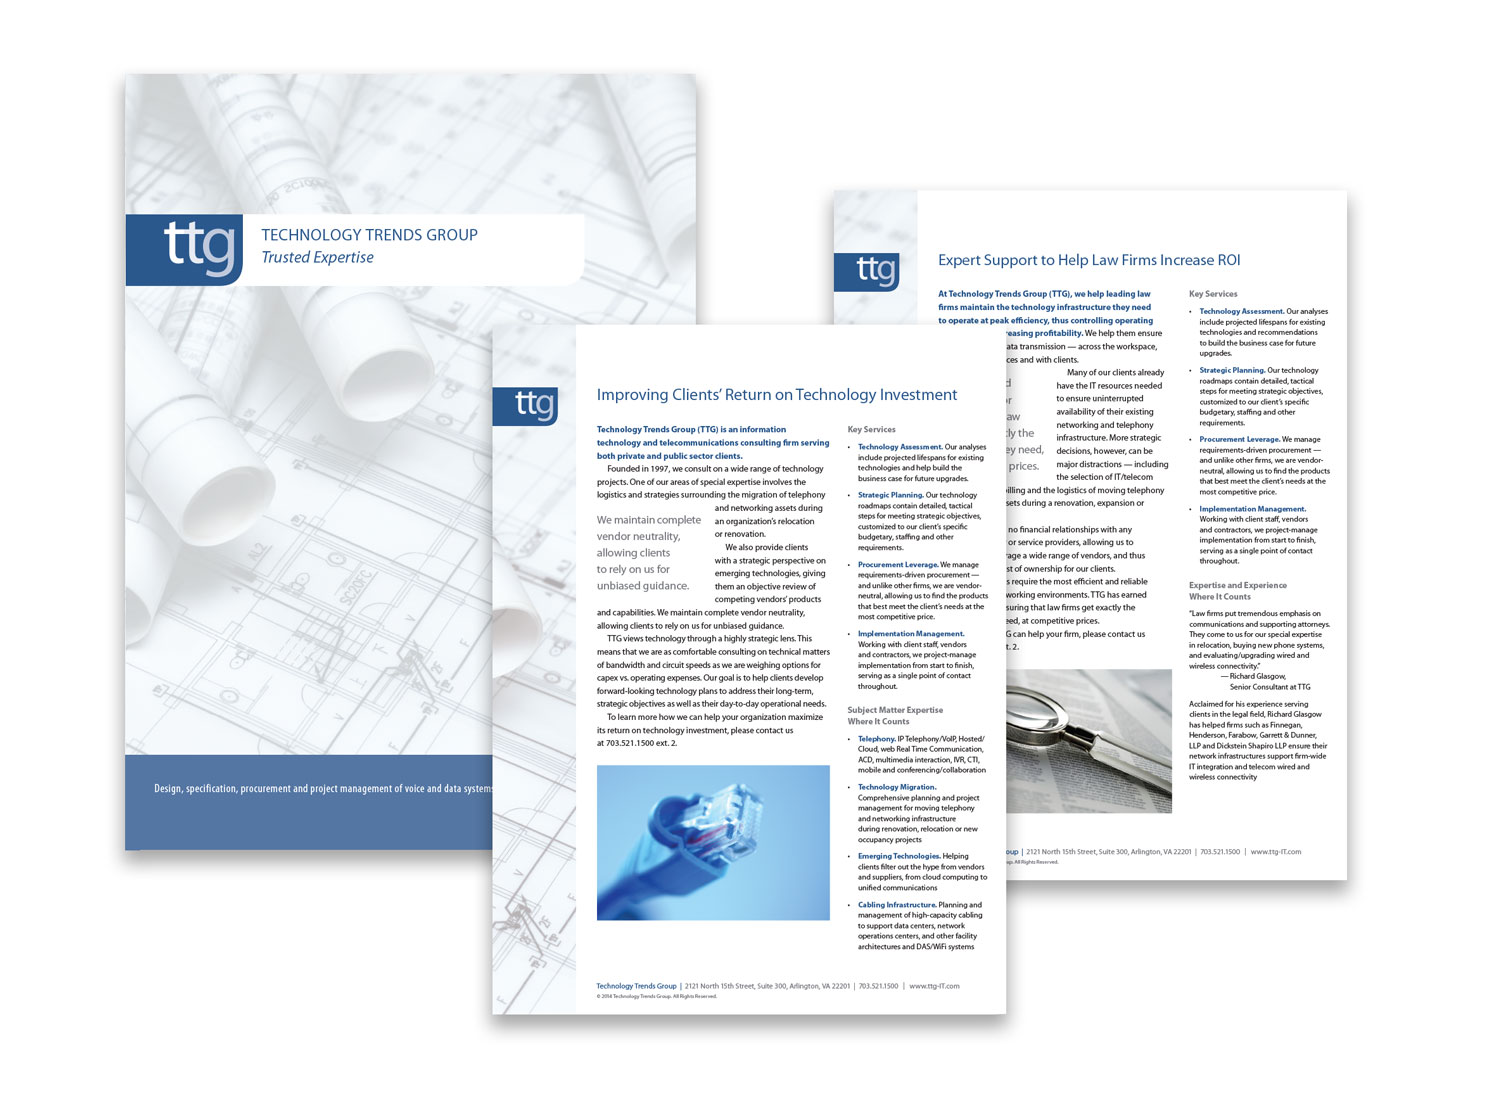 ttg
TECHNOLOGY TRENDS GROUP
Trusted Expertise
Design, specification, procurement and project management of voice and data systems
ttg
Improving Clients' Return on Technology Investment
Technology Trends Group (TTG) is an information
technology and telecommunications consulting firm serving
both private and public sector clients.
Founded in 1997, we consult on a wide range of technology
projects. One of our areas of special expertise involves the
logistics and strategies surrounding the migration of telephony
and networking assets during
an organization's relocation
or renovation.
We also provide clients
with a strategic perspective on
emerging technologies, giving
them an objective review of
competing vendors' products
and capabilities. We maintain complete vendor neutrality,
allowing clients to rely on us for unbiased guidance.
We maintain complete
vendor neutrality,
allowing clients
to rely on us for
unbiased guidance.
TTG views technology through a highly strategic lens. This
means that we are as comfortable consulting on technical matters
of bandwidth and circuit speeds as we are weighing options for
capex vs. operating expenses. Our goal is to help clients develop
forward-looking technology plans to address their long-term,
strategic objectives as well as their day-to-day operational needs.
To learn more how we can help your organization maximize
its return on technology investment, please contact us
at 703.521.1500 ext. 2.
Key Services
• Technology Assessment. Our analyses
include projected lifespans for existing
technologies and help build the
business case for future upgrades.
• Strategic Planning. Our technology
roadmaps contain detailed, tactical
steps for meeting strategic objectives,
customized to our client's specific
budgetary, staffing and other
requirements.
• Procurement Leverage. We manage
requirements-driven procurement —
and unlike other firms, we are vendor-
neutral, allowing us to find the products
that best meet the client's needs at the
most competitive price.
• Implementation Management.
Working with client staff, vendors
and contractors, we project-manage
implementation from start to finish,
serving as a single point of contact
throughout.
Subject Matter Expertise
Where It Counts
• Telephony. IP Telephony/VoIP, Hosted/
Cloud, web Real Time Communication,
ACD, multimedia interaction, IVR, CTI,
mobile and conferencing/collaboration
• Technology Migration.
Comprehensive planning and project
management for moving telephony
and networking infrastructure
during renovation, relocation or new
occupancy projects
• Emerging Technologies. Helping
clients filter out the hype from vendors
and suppliers, from cloud computing to
unified communications
• Cabling Infrastructure. Planning and
management of high-capacity cabling
to support data centers, network
operations centers, and other facility
architectures and DAS/WiFi systems
Technology Trends Group | 2121 North 15th Street, Suite 300, Arlington, VA 22201 | 703.521.1500 | www.ttg-IT.com
© 2014 Technology Trends Group. All Rights Reserved.
ttg
Expert Support to Help Law Firms Increase ROI
At Technology Trends Group (TTG), we help leading law
firms maintain the technology infrastructure they need
to operate at peak efficiency, thus controlling operating
reasing profitability. We help them ensure
ata transmission — across the workspace,
ces and with clients.
Many of our clients already
have the IT resources needed
to ensure uninterrupted
availability of their existing
networking and telephony
infrastructure. More strategic
decisions, however, can be
major distractions — including
the selection of IT/telecom
illing and the logistics of moving telephony
sets during a renovation, expansion or
d
or
aw
tly the
ey need,
prices.
no financial relationships with any
or service providers, allowing us to
rage a wide range of vendors, and thus
st of ownership for our clients.
s require the most efficient and reliable
working environments. TTG has earned
suring that law firms get exactly the
eed, at competitive prices.
G can help your firm, please contact us
t. 2.
Key Services
• Technology Assessment. Our analyses
include projected lifespans for existing
technologies and recommendations
to build the business case for future
upgrades.
• Strategic Planning. Our technology
roadmaps contain detailed, tactical
steps for meeting strategic objectives,
customized to our client's specific
budgetary, staffing and other
requirements.
• Procurement Leverage. We manage
requirements-driven procurement —
and unlike other firms, we are vendor-
neutral, allowing us to find the products
that best meet the client's needs at the
most competitive price.
• Implementation Management.
Working with client staff, vendors
and contractors, we project-manage
implementation from start to finish,
serving as a single point of contact
throughout.
Expertise and Experience
Where It Counts
"Law firms put tremendous emphasis on
communications and supporting attorneys.
They come to us for our special expertise
in relocation, buying new phone systems,
and evaluating/upgrading wired and
wireless connectivity."
— Richard Glasgow,
Senior Consultant at TTG
Acclaimed for his experience serving
clients in the legal field, Richard Glasgow
has helped firms such as Finnegan,
Henderson, Farabow, Garrett & Dunner,
LLP and Dickstein Shapiro LLP ensure their
network infrastructures support firm-wide
IT integration and telecom wired and
wireless connectivity
oup | 2121 North 15th Street, Suite 300, Arlington, VA 22201 | 703.521.1500 | www.ttg-IT.com
up. All Rights Reserved.